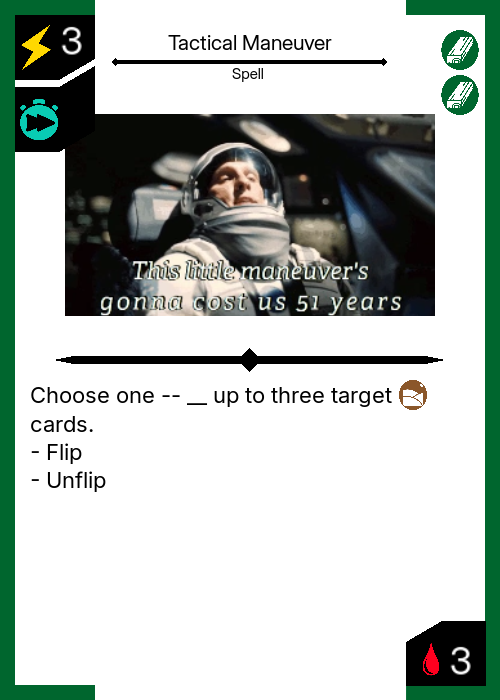 3
Tactical Maneuver
Spell
This little maneuver's
gonna cost us 51 years
Choose one -- __ up to three target
cards.
- Flip
- Unflip
3